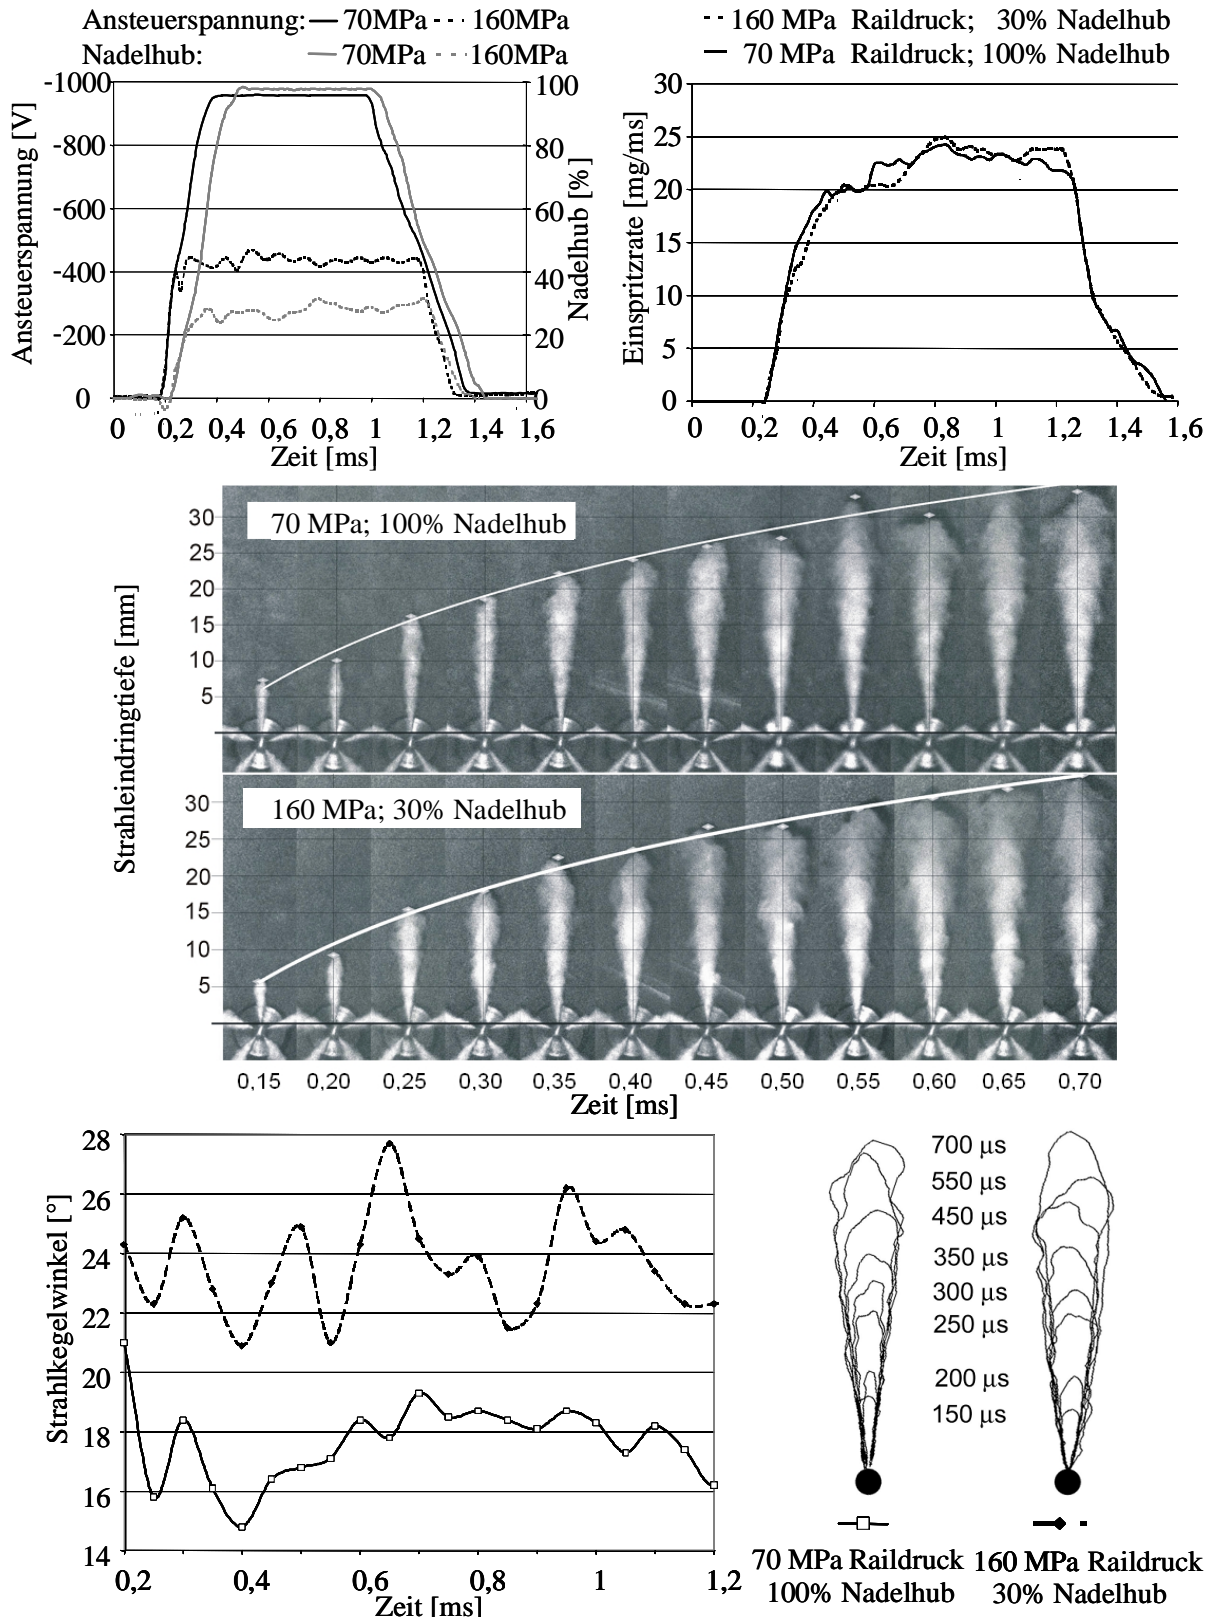 Ansteuerspannung: 70MPa 160MPa
Nadelhub: 70MPa 160MPa
-1000
-800
-600
-400
-200
0
Ansteuerspannung [V]
100
80
60
40
20
0
Nadelhub [%]
0 0,2 0,4 0,6 0,8 1 1,2 1,4 1,6
Zeit [ms]
160 MPa Raildruck; 30% Nadelhub
70 MPa Raildruck; 100% Nadelhub
30
25
20
15
10
5
0
Einspritzrate [mg/ms]
0 0,2 0,4 0,6 0,8 1 1,2 1,4 1,6
Zeit [ms]
70 MPa; 100% Nadelhub
30
25
20
15
10
5
160 MPa; 30% Nadelhub
30
25
20
15
10
5
Strahleindringtiefe [mm]
0,15 0,20 0,25 0,30 0,35 0,40 0,45 0,50 0,55 0,60 0,65 0,70
Zeit [ms]
28
26
24
22
20
18
16
14
Strahlkegelwinkel [°]
0,2 0,4 0,6 0,8 1 1,2
Zeit [ms]
700 µs
550 µs
450 µs
350 µs
300 µs
250 µs
200 µs
150 µs
70 MPa Raildruck
100% Nadelhub
160 MPa Raildruck
30% Nadelhub